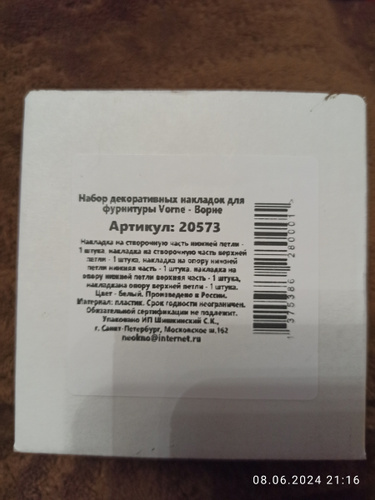 Набор декоративных накладок для
фурнитуры Vorne - Ворне
Артикул: 20573
Накладка на створочную часть нижней петли -
1 штука, накладка на створочную часть верхней
петли - 1 штука, накладка на опору нижней
петли нижняя часть - 1 штука, накладка на
опору нижней петли верхняя часть - 1 штука,
накладка на опору верхней петли - 1 штука.
Цвет - белый. Произведено в России.
Материал: пластик. Срок годности неограничен.
Обязательной сертификации не подлежит.
Упаковано ИП Шишкинский С.К.,
г. Санкт-Петербург, Московское ш.162
neokno@internet.ru
1 375386 280001
08.06.2024 21:16